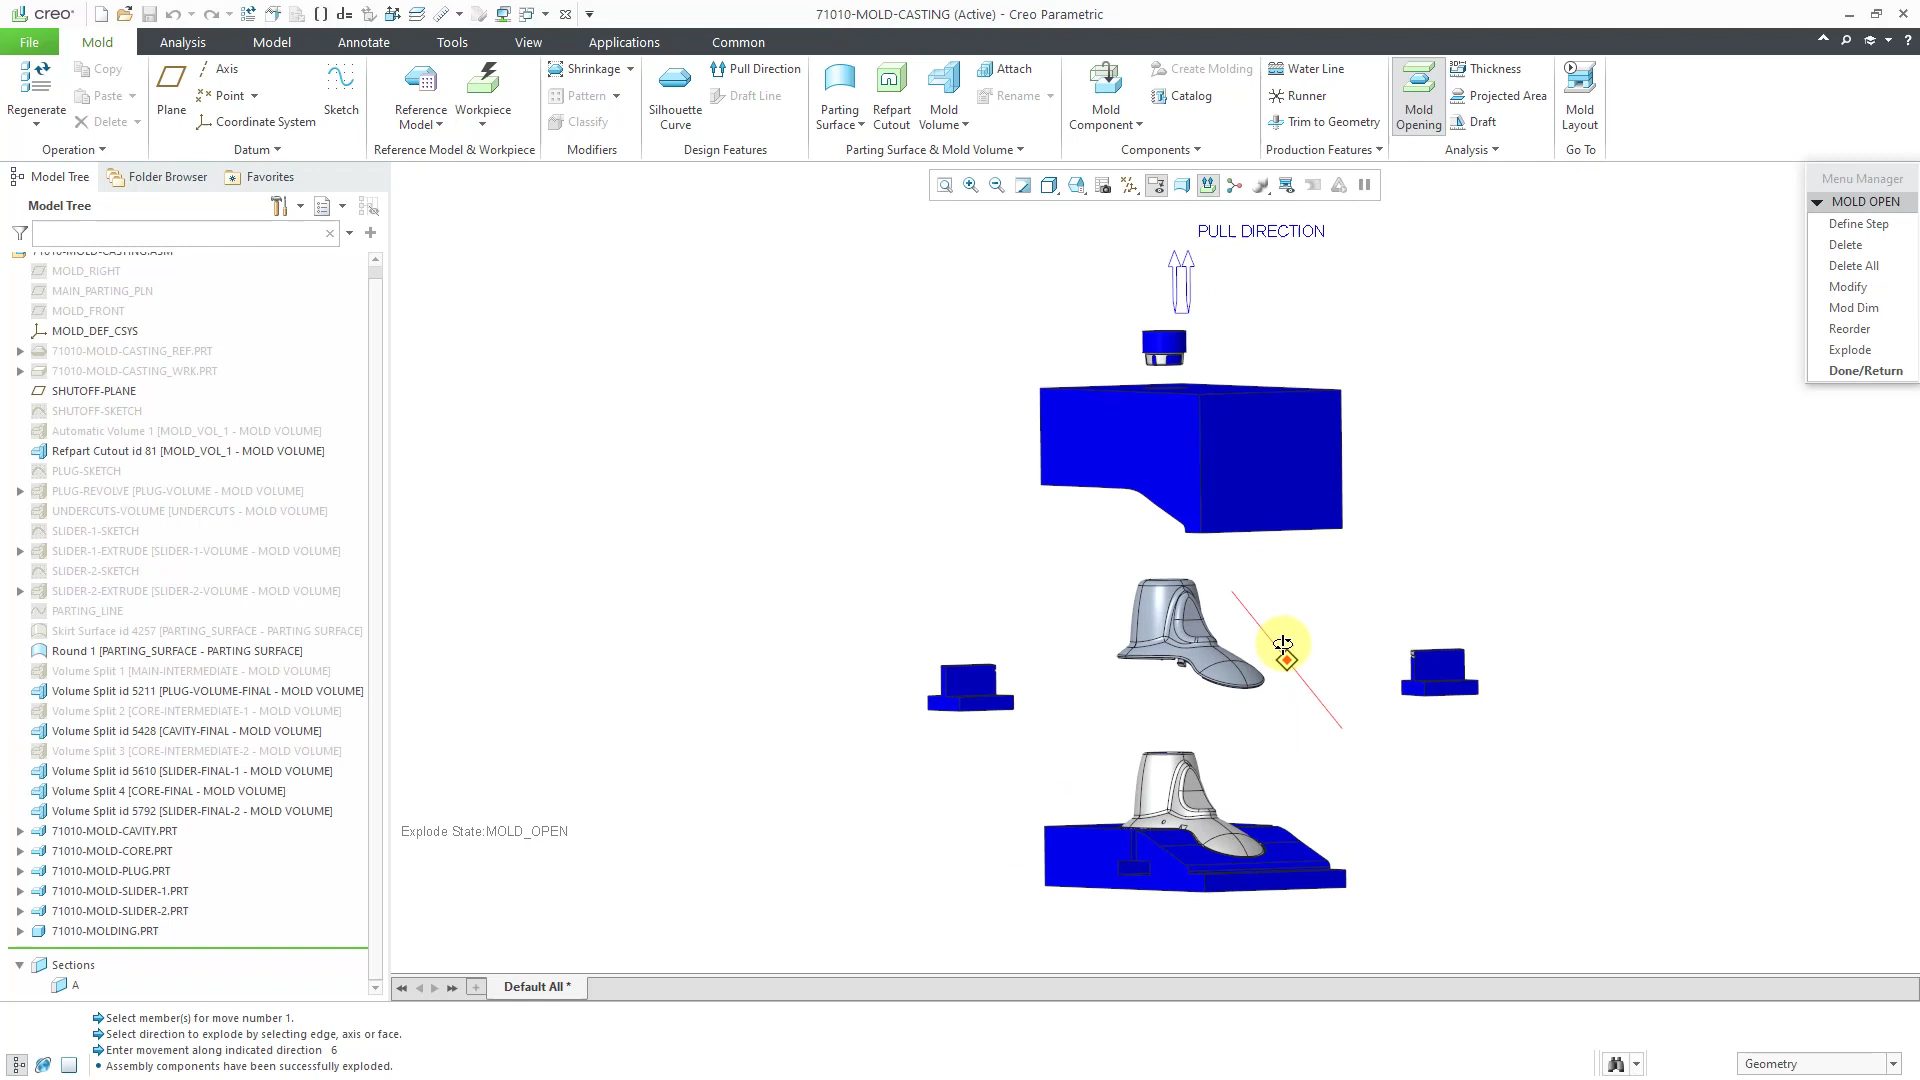 creo
71010-MOLD-CASTING (Active) - Creo Parametric
File Mold Analysis Model Annotate Tools View Applications Common
Regenerate
Copy
Paste
Delete
Operation
Plane
Axis
Point
Coordinate System
Sketch
Datum
Reference Model
Workpiece
Reference Model & Workpiece
Shrinkage
Pattern
Classify
Modifiers
Silhouette Curve
Pull Direction
Draft Line
Design Features
Parting Surface
Refpart Cutout
Mold Volume
Attach
Rename
Parting Surface & Mold Volume
Mold Component
Create Molding
Catalog
Components
Water Line
Runner
Trim to Geometry
Production Features
Mold Opening
Thickness
Projected Area
Draft
Analysis
Mold Layout
Go To
Model Tree Folder Browser Favorites
Model Tree
71010-MOLD-CASTING.ASM
MOLD_RIGHT
MAIN_PARTING_PLN
MOLD_FRONT
MOLD_DEF_CSYS
71010-MOLD-CASTING_REF.PRT
71010-MOLD-CASTING_WRK.PRT
SHUTOFF-PLANE
SHUTOFF-SKETCH
Automatic Volume 1 [MOLD_VOL_1 - MOLD VOLUME]
Refpart Cutout id 81 [MOLD_VOL_1 - MOLD VOLUME]
PLUG-SKETCH
PLUG-REVOLVE [PLUG-VOLUME - MOLD VOLUME]
UNDERCUTS-VOLUME [UNDERCUTS - MOLD VOLUME]
SLIDER-1-SKETCH
SLIDER-1-EXTRUDE [SLIDER-1-VOLUME - MOLD VOLUME]
SLIDER-2-SKETCH
SLIDER-2-EXTRUDE [SLIDER-2-VOLUME - MOLD VOLUME]
PARTING_LINE
Skirt Surface id 4257 [PARTING_SURFACE - PARTING SURFACE]
Round 1 [PARTING_SURFACE - PARTING SURFACE]
Volume Split 1 [MAIN-INTERMEDIATE - MOLD VOLUME]
Volume Split id 5211 [PLUG-VOLUME-FINAL - MOLD VOLUME]
Volume Split 2 [CORE-INTERMEDIATE-1 - MOLD VOLUME]
Volume Split id 5428 [CAVITY-FINAL - MOLD VOLUME]
Volume Split 3 [CORE-INTERMEDIATE-2 - MOLD VOLUME]
Volume Split id 5610 [SLIDER-FINAL-1 - MOLD VOLUME]
Volume Split 4 [CORE-FINAL - MOLD VOLUME]
Volume Split id 5792 [SLIDER-FINAL-2 - MOLD VOLUME]
71010-MOLD-CAVITY.PRT
71010-MOLD-CORE.PRT
71010-MOLD-PLUG.PRT
71010-MOLD-SLIDER-1.PRT
71010-MOLD-SLIDER-2.PRT
71010-MOLDING.PRT
Sections
A
PULL DIRECTION
Explode State:MOLD_OPEN
Menu Manager
MOLD OPEN
Define Step
Delete
Delete All
Modify
Mod Dim
Reorder
Explode
Done/Return
Default All *
Select member(s) for move number 1.
Select direction to explode by selecting edge, axis or face.
Enter movement along indicated direction 6
Assembly components have been successfully exploded.
Geometry